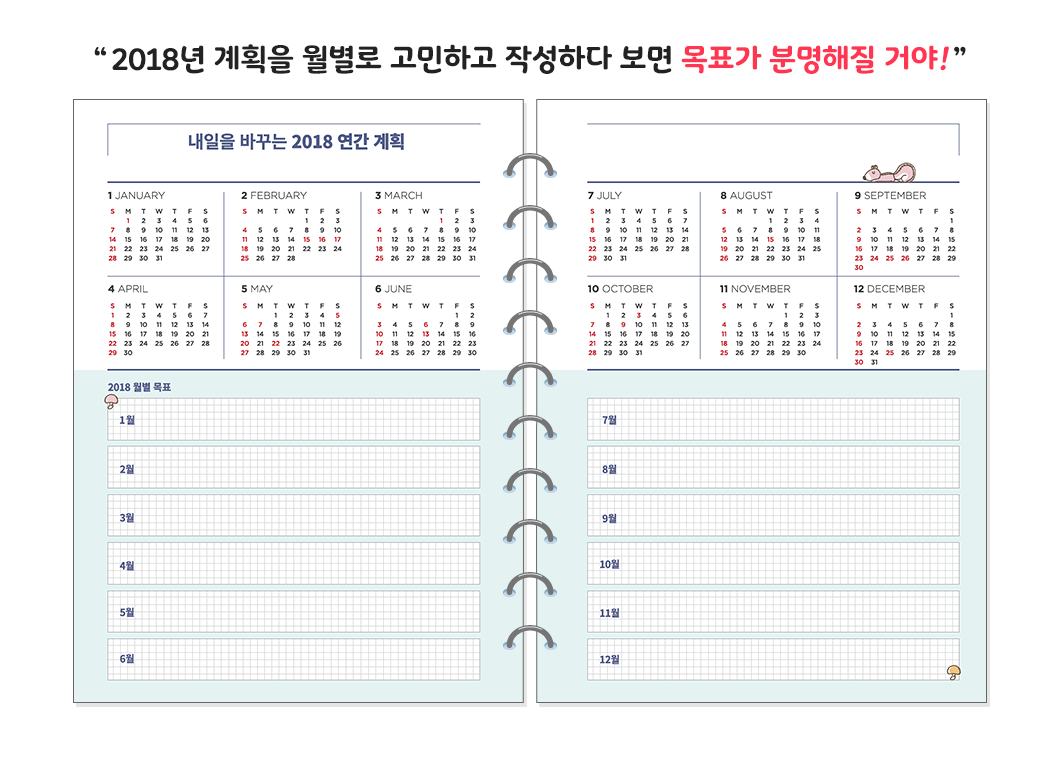 “ 2018년 계획을 월별로 고민하고 작성하다 보면 목표가 분명해질 거야! ”
내일을 바꾸는 2018 연간 계획
1 JANUARY
S M T W T F S
1 2 3 4 5 6
7 8 9 10 11 12 13
14 15 16 17 18 19 20
21 22 23 24 25 26 27
28 29 30 31
2 FEBRUARY
S M T W T F S
1 2 3
4 5 6 7 8 9 10
11 12 13 14 15 16 17
18 19 20 21 22 23 24
25 26 27 28
3 MARCH
S M T W T F S
1 2 3
4 5 6 7 8 9 10
11 12 13 14 15 16 17
18 19 20 21 22 23 24
25 26 27 28 29 30 31
4 APRIL
S M T W T F S
1 2 3 4 5 6 7
8 9 10 11 12 13 14
15 16 17 18 19 20 21
22 23 24 25 26 27 28
29 30
5 MAY
S M T W T F S
1 2 3 4 5
6 7 8 9 10 11 12
13 14 15 16 17 18 19
20 21 22 23 24 25 26
27 28 29 30 31
6 JUNE
S M T W T F S
1 2
3 4 5 6 7 8 9
10 11 12 13 14 15 16
17 18 19 20 21 22 23
24 25 26 27 28 29 30
2018 월별 목표
1월
2월
3월
4월
5월
6월
7 JULY
S M T W T F S
1 2 3 4 5 6 7
8 9 10 11 12 13 14
15 16 17 18 19 20 21
22 23 24 25 26 27 28
29 30 31
8 AUGUST
S M T W T F S
1 2 3 4
5 6 7 8 9 10 11
12 13 14 15 16 17 18
19 20 21 22 23 24 25
26 27 28 29 30 31
9 SEPTEMBER
S M T W T F S
1
2 3 4 5 6 7 8
9 10 11 12 13 14 15
16 17 18 19 20 21 22
23 24 25 26 27 28 29
30
10 OCTOBER
S M T W T F S
1 2 3 4 5 6
7 8 9 10 11 12 13
14 15 16 17 18 19 20
21 22 23 24 25 26 27
28 29 30 31
11 NOVEMBER
S M T W T F S
1 2 3
4 5 6 7 8 9 10
11 12 13 14 15 16 17
18 19 20 21 22 23 24
25 26 27 28 29 30
12 DECEMBER
S M T W T F S
1
2 3 4 5 6 7 8
9 10 11 12 13 14 15
16 17 18 19 20 21 22
23 24 25 26 27 28 29
30 31
7월
8월
9월
10월
11월
12월